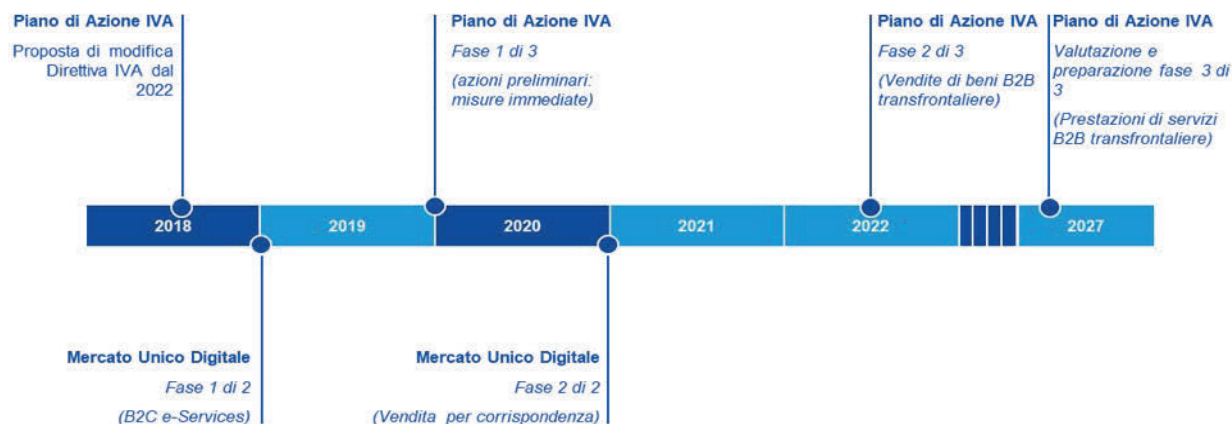 Piano di Azione IVA
Proposta di modifica
Direttiva IVA dal
2022
Piano di Azione IVA
Fase 1 di 3
(azioni preliminari:
misure immediate)
Piano di Azione IVA
Fase 2 di 3
(Vendite di beni B2B
transfrontaliere)
Piano di Azione IVA
Valutazione e
preparazione fase 3 di
3
(Prestazioni di servizi
B2B transfrontaliere)
2018
2019
2020
2021
2022
2027
Mercato Unico Digitale
Fase 1 di 2
(B2C e-Services)
Mercato Unico Digitale
Fase 2 di 2
(Vendita per corrispondenza)